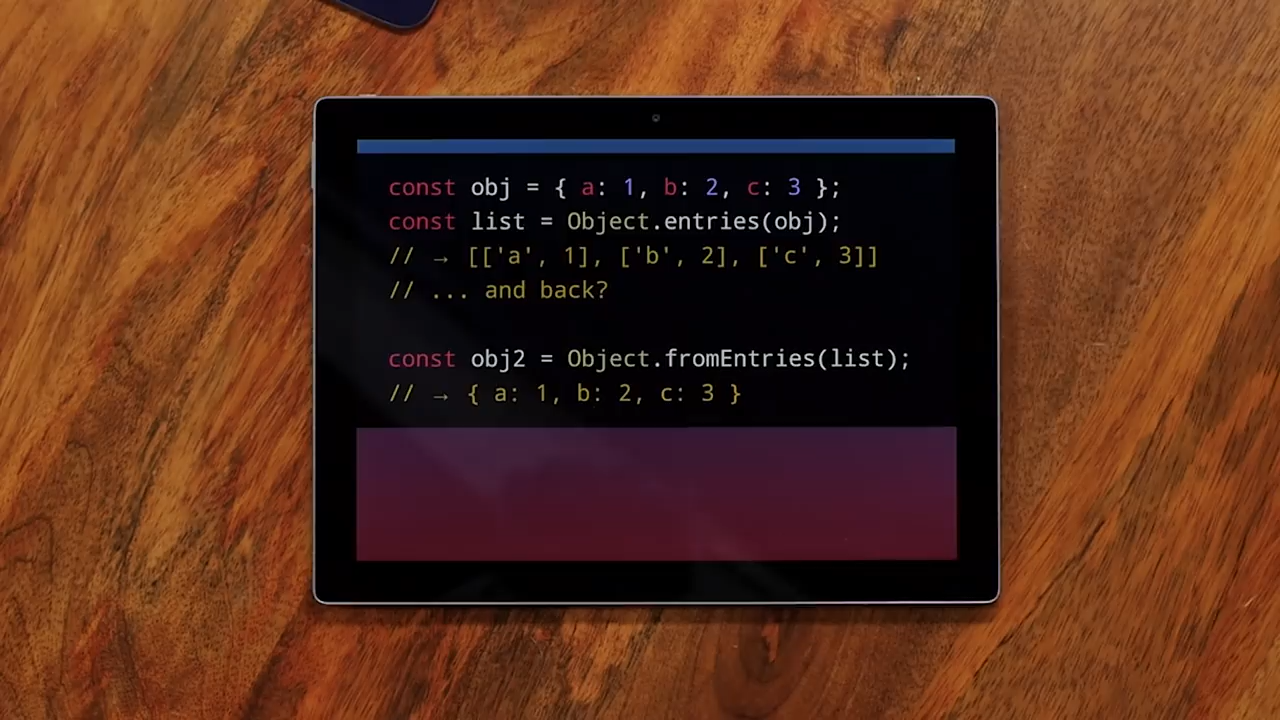 const obj = { a: 1, b: 2, c: 3 };
const list = Object.entries(obj);
// → [['a', 1], ['b', 2], ['c', 3]]
// ... and back?
const obj2 = Object.fromEntries(list);
// → { a: 1, b: 2, c: 3 }